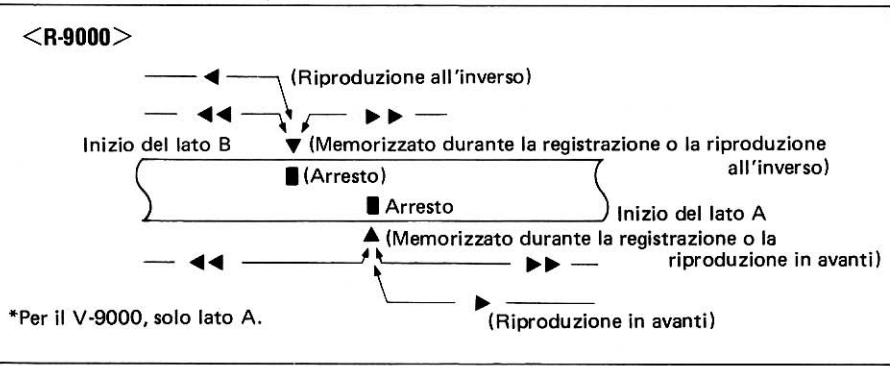 <R-9000>
(Riproduzione all'inverso)
Inizio del lato B
(Memorizzato durante la registrazione o la riproduzione
all'inverso)
(Arresto)
Arresto
Inizio del lato A
(Memorizzato durante la registrazione o la
riproduzione in avanti)
*Per il V-9000, solo lato A.
(Riproduzione in avanti)